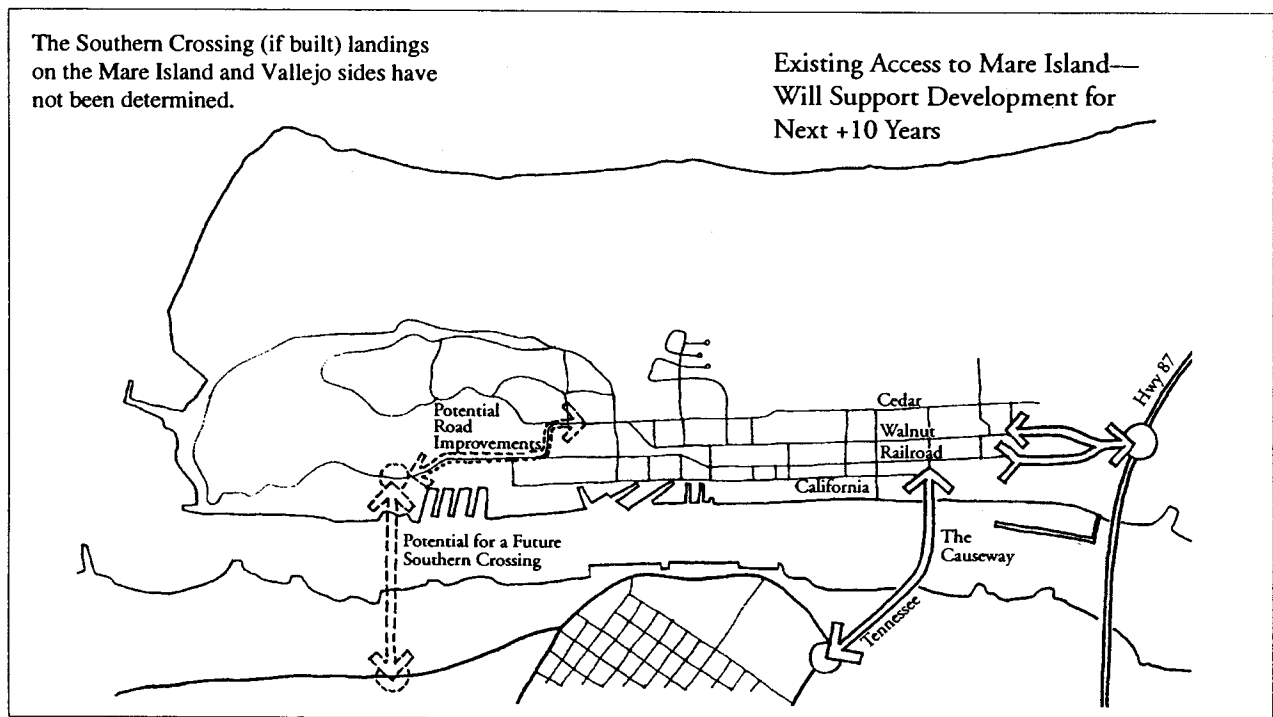 The Southern Crossing (if built) landings
on the Mare Island and Vallejo sides have
not been determined.
Existing Access to Mare Island—
Will Support Development for
Next +10 Years
Hwy 87
Cedar
Potential
Road
Improvements
Walnut
Railroad
California
Potential for a Future
Southern Crossing
The
Causeway
Tennessee